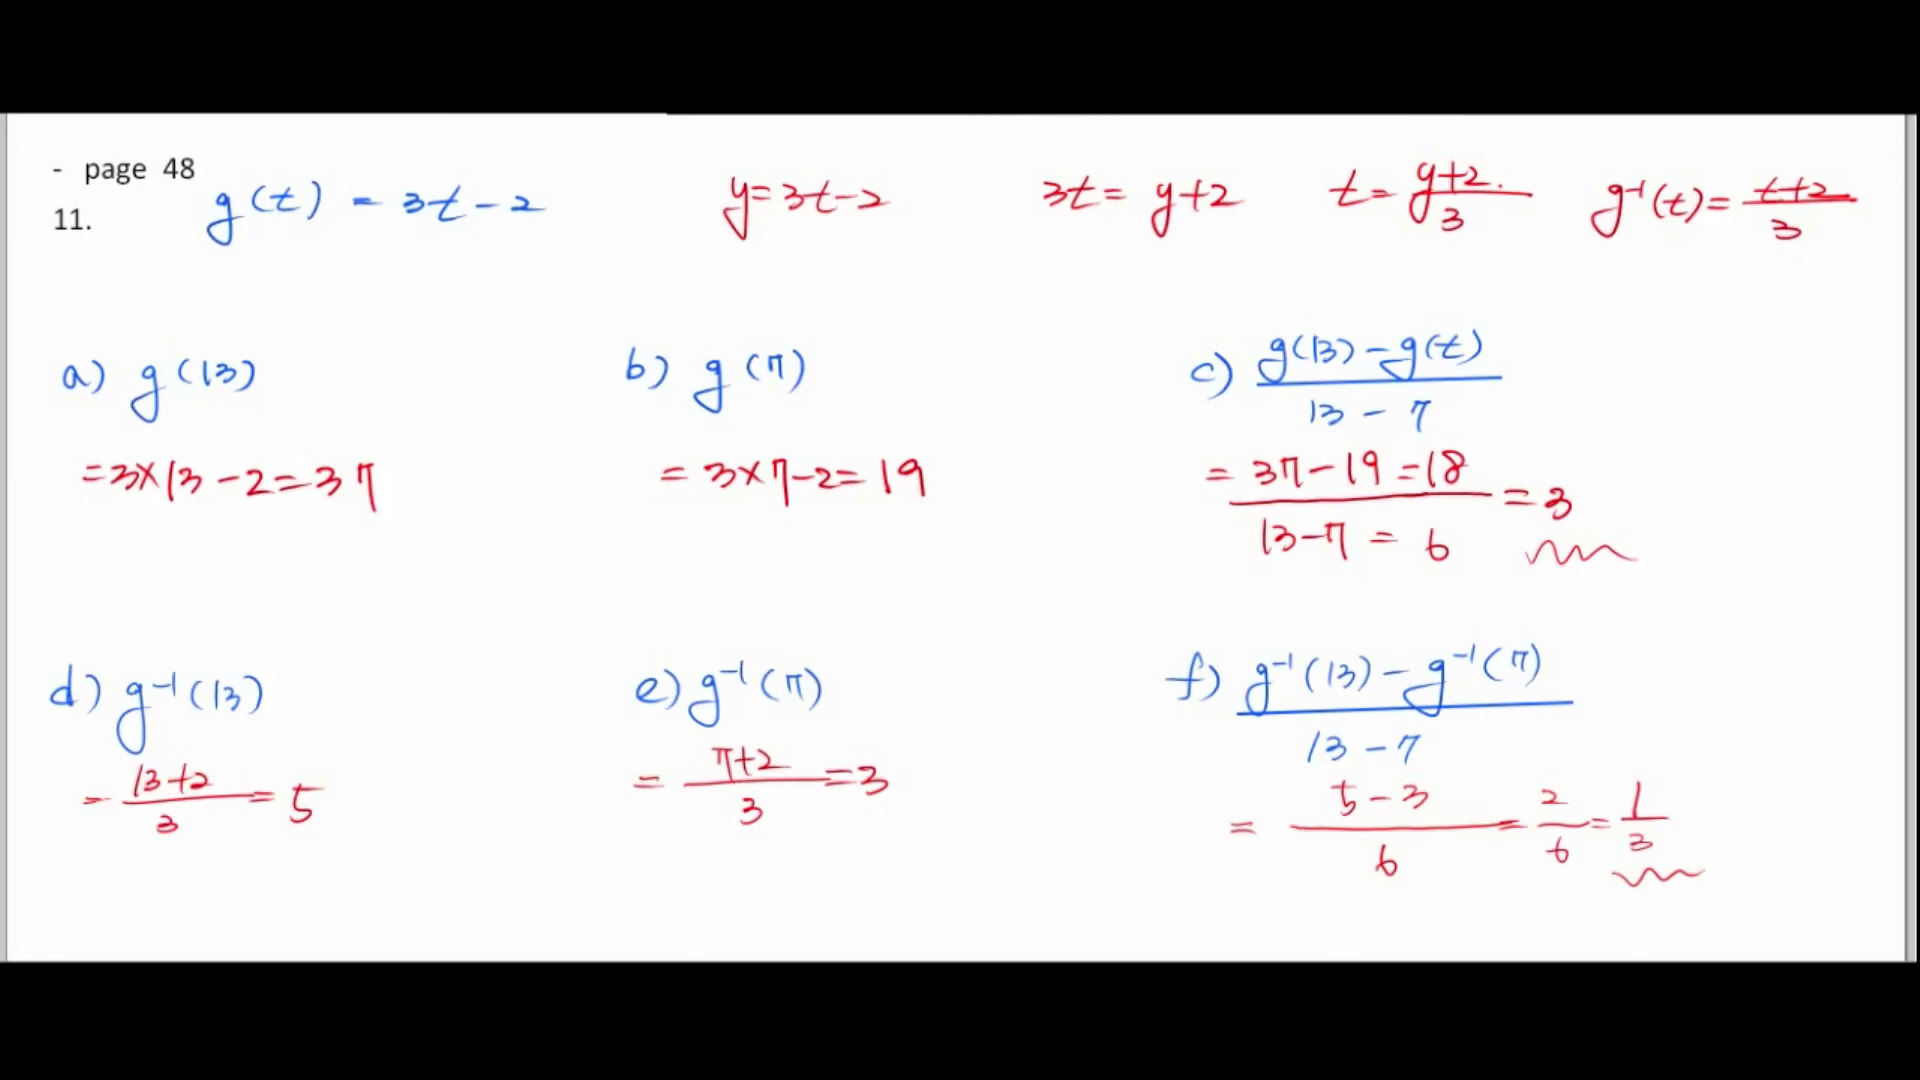 - page 48
11.
g(t) = 3t-2
y=3t-2
3t= y+2
t= y+2. / 3
g⁻¹(t)= t+2 / 3
a) g(13)
=3×13-2=37
b) g(7)
= 3×7-2=19
c) g(13)-g(t) / 13-7
= 37-19=18 / 13-7 = 6 =3
d) g⁻¹(13)
= 13+2 / 3 = 5
e) g⁻¹(7)
= 7+2 / 3 =3
f) g⁻¹(13)-g⁻¹(7) / 13-7
= 5-3 / 6 = 2 / 6 = 1 / 3